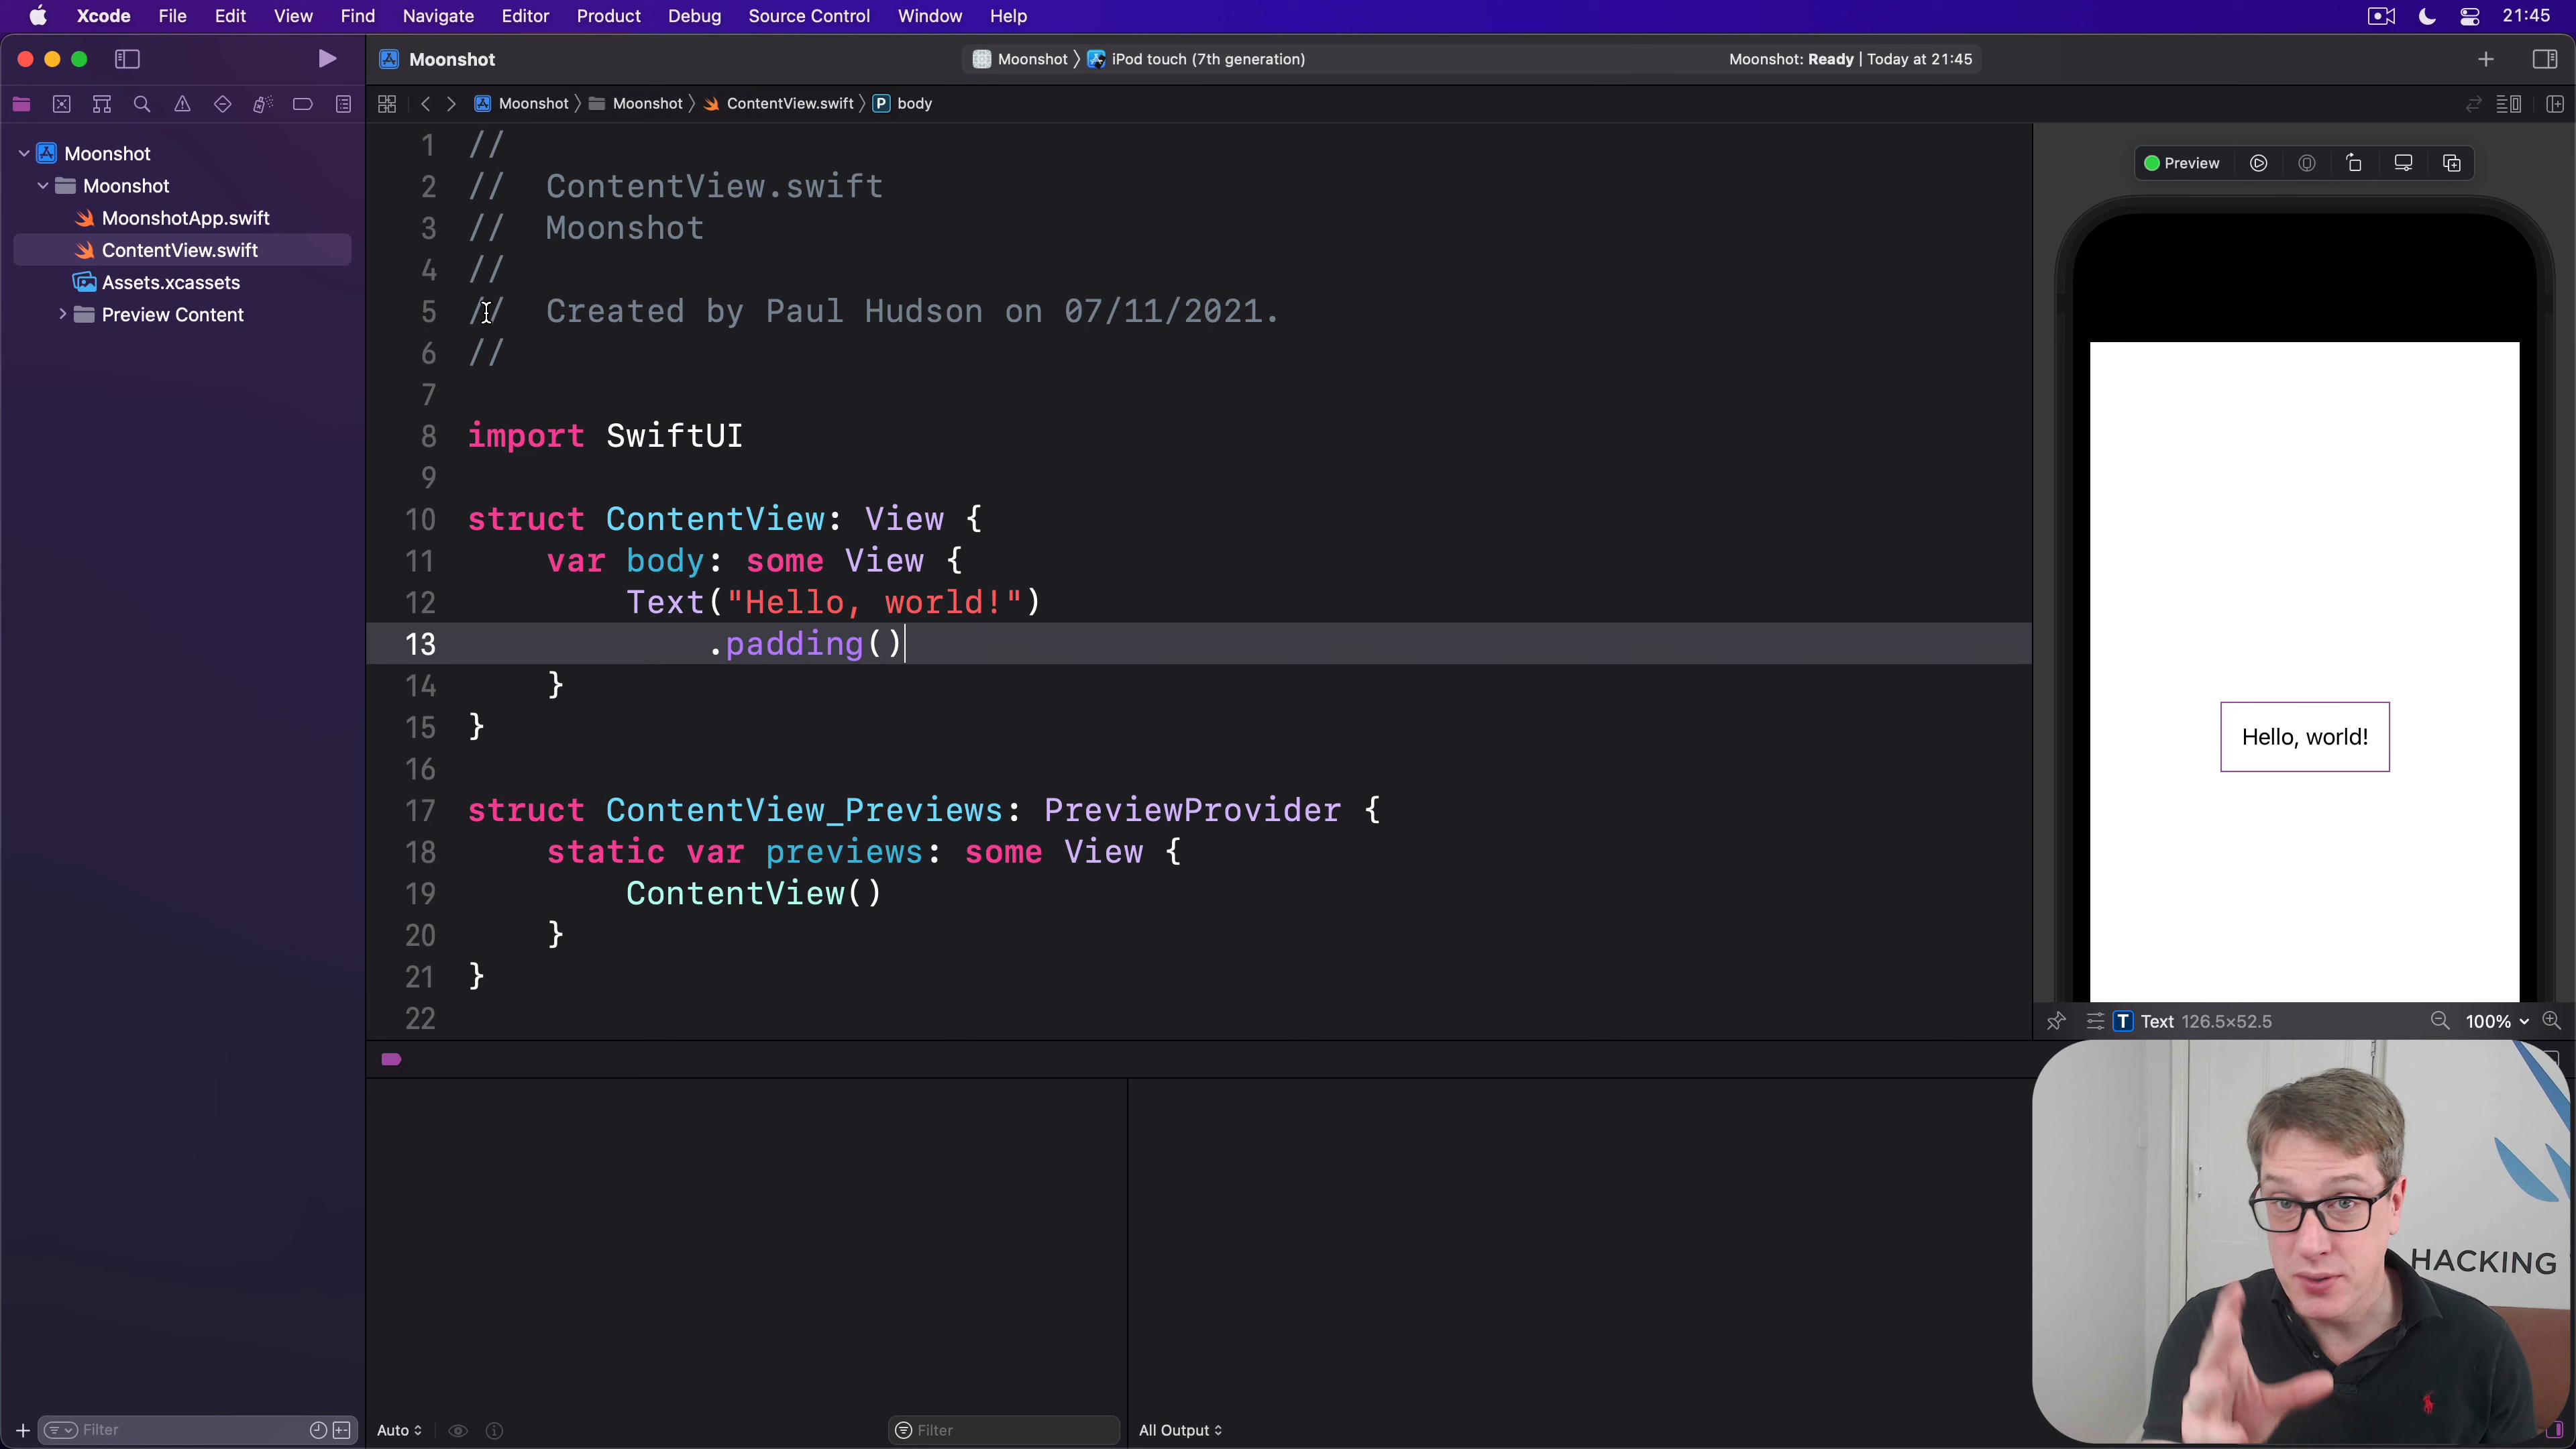 Xcode File Edit View Find Navigate Editor Product Debug Source Control Window Help 21:45
Moonshot Moonshot iPod touch (7th generation) Moonshot: Ready | Today at 21:45
Moonshot Moonshot ContentView.swift P body
Moonshot
Moonshot
MoonshotApp.swift
ContentView.swift
Assets.xcassets
Preview Content
1 //
2 //  ContentView.swift
3 //  Moonshot
4 //
5 //  Created by Paul Hudson on 07/11/2021.
6 //
7
8 import SwiftUI
9
10 struct ContentView: View {
11     var body: some View {
12         Text("Hello, world!")
13             .padding()
14     }
15 }
16
17 struct ContentView_Previews: PreviewProvider {
18     static var previews: some View {
19         ContentView()
20     }
21 }
22
Preview
Hello, world!
T Text 126.5×52.5 100%
HACKING
Filter
Auto Filter All Output